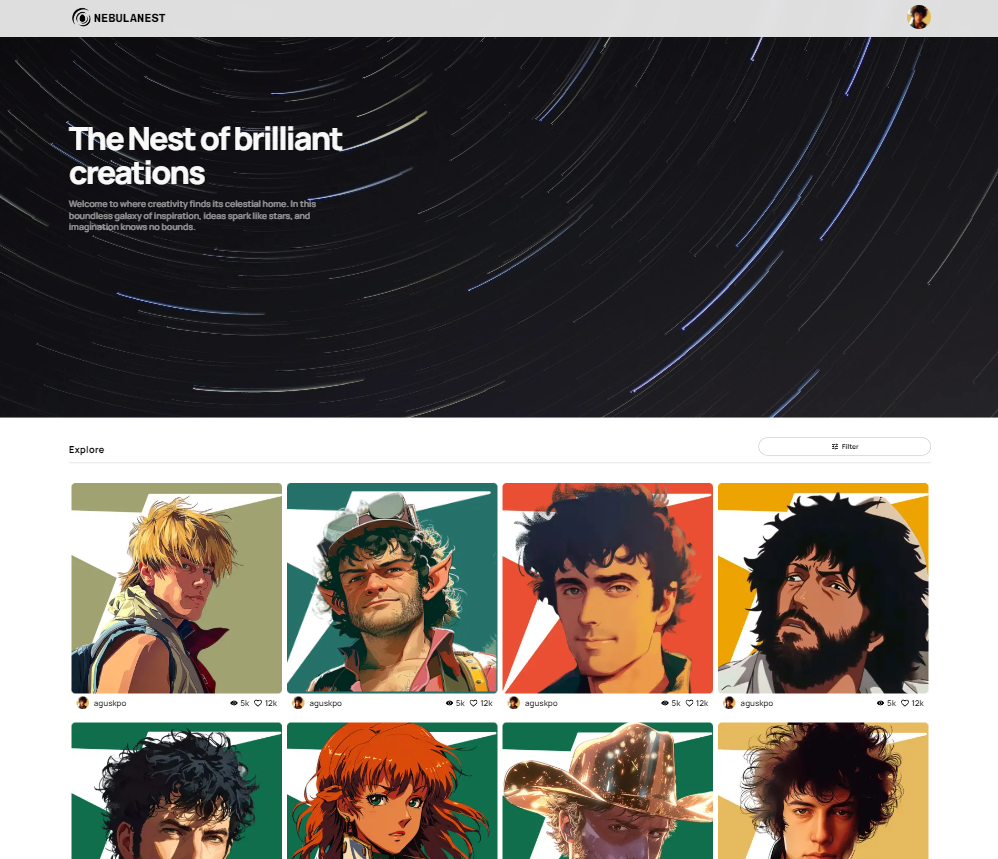 NEBULANEST
The Nest of brilliant
creations
Welcome to where creativity finds its celestial home. In this
boundless galaxy of inspiration, ideas spark like stars, and
imagination knows no bounds.
Explore
Filter
aguskpo 5k 12k
aguskpo 5k 12k
aguskpo 5k 12k
aguskpo 5k 12k